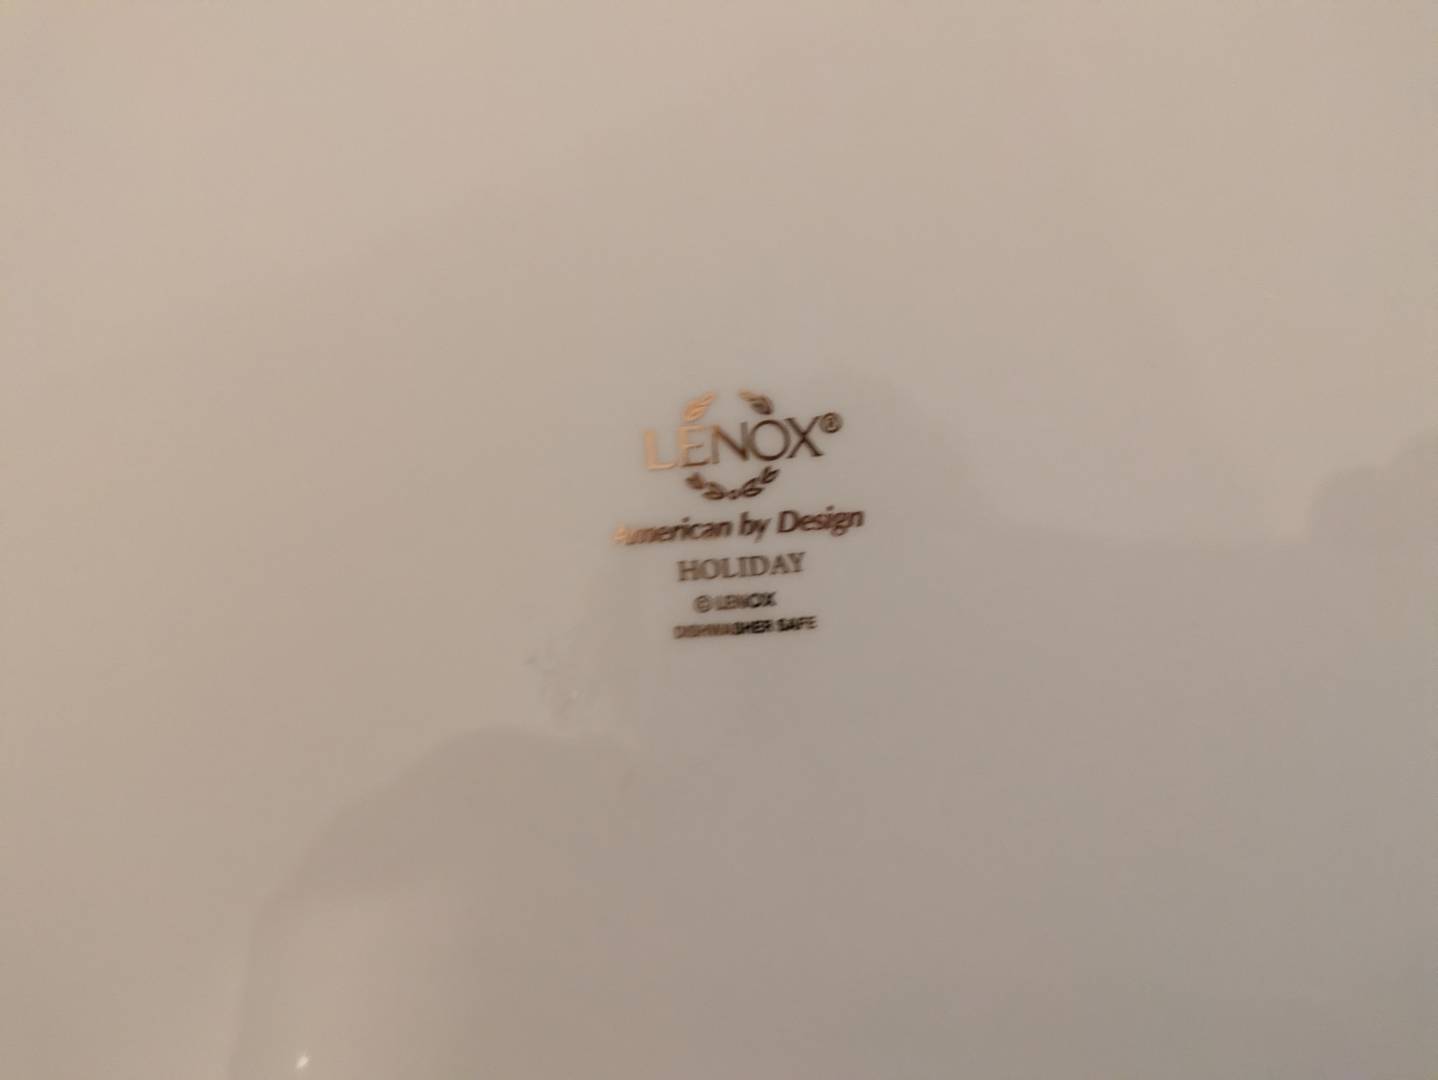 LENOX®
American by Design
HOLIDAY
© LENOX
DISHWASHER SAFE